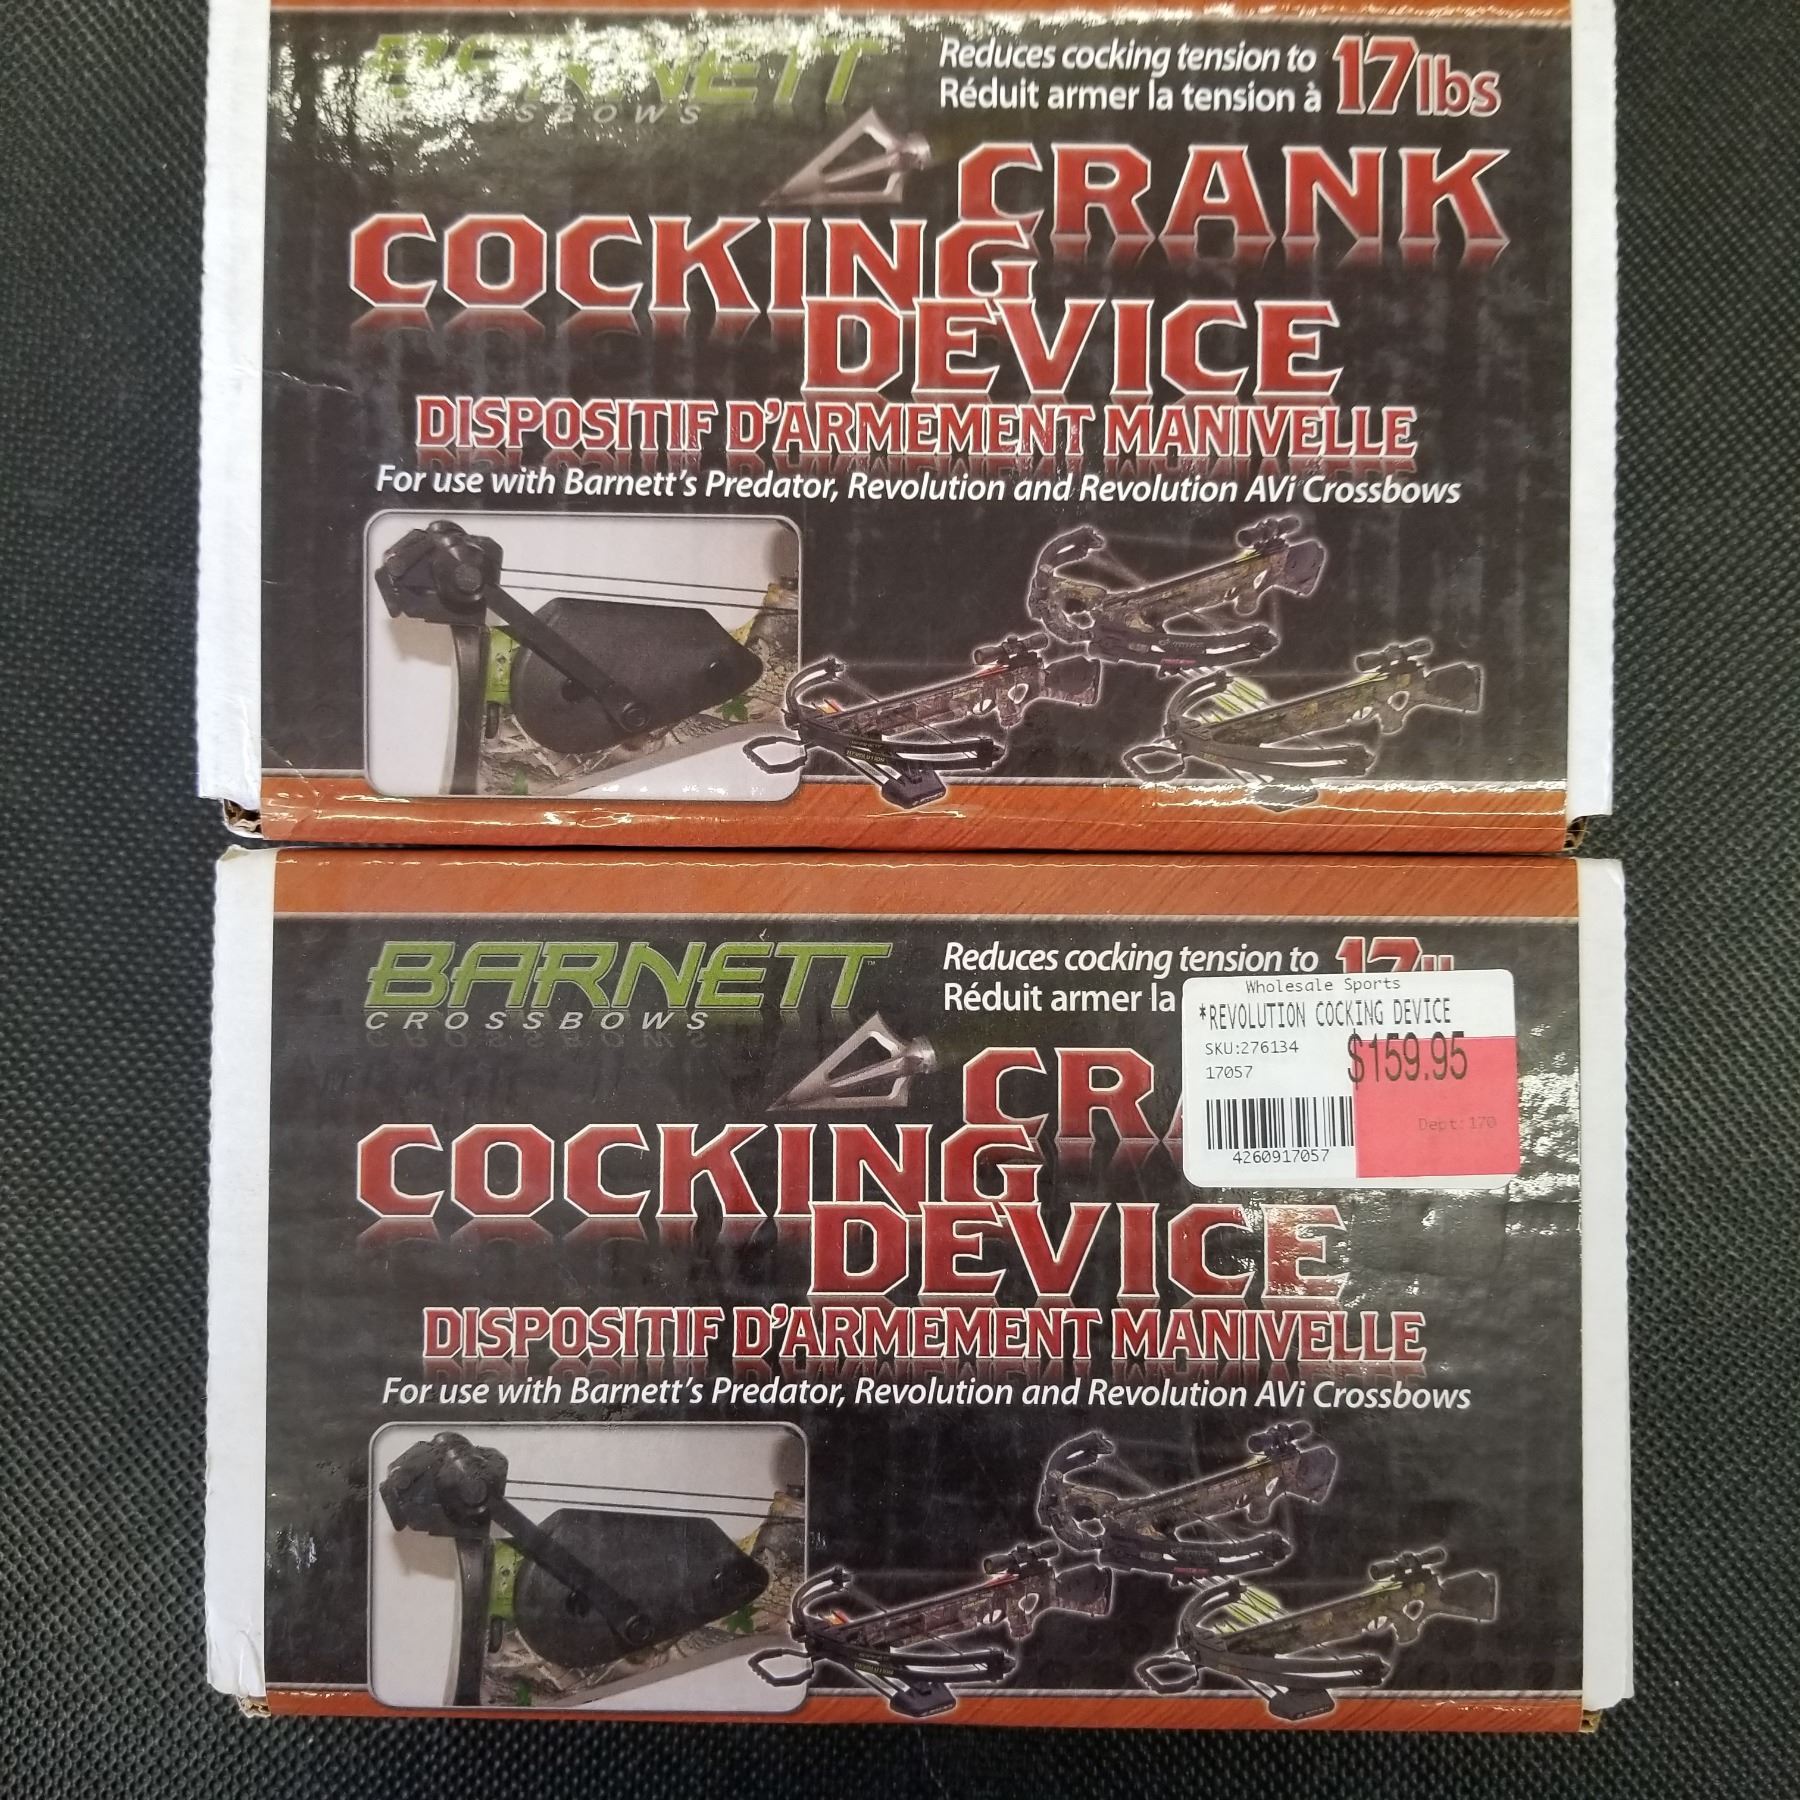 BARNETT
CROSSBOWS
Reduces cocking tension to 17lbs
Réduit armer la tension à
CRANK
COCKING
DEVICE
DISPOSITIF D'ARMEMENT MANIVELLE
For use with Barnett's Predator, Revolution and Revolution AVi Crossbows
BARNETT™
CROSSBOWS
Reduces cocking tension to 17
Réduit armer la
Wholesale Sports
*REVOLUTION COCKING DEVICE
SKU:276134
$159.95
17057
Dept:170
4260917057
CR
COCKING
DEVICE
DISPOSITIF D'ARMEMENT MANIVELLE
For use with Barnett's Predator, Revolution and Revolution AVi Crossbows